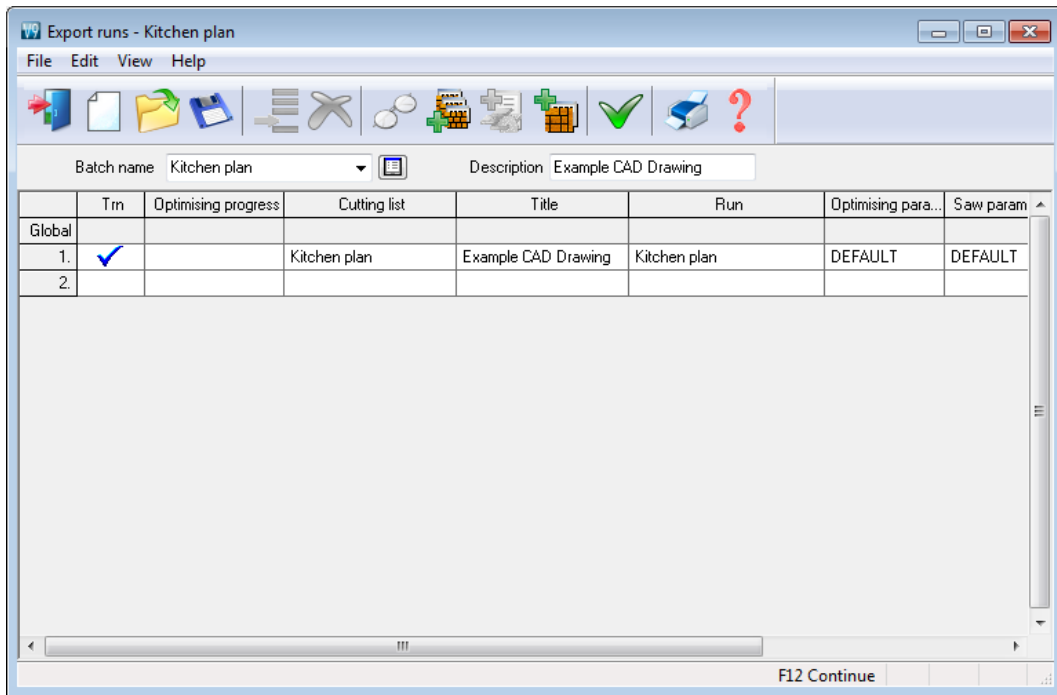 V9 Export runs - Kitchen plan
File Edit View Help
Batch name Kitchen plan Description Example CAD Drawing
Trn Optimising progress Cutting list Title Run Optimising para... Saw param
Global
1. Kitchen plan Example CAD Drawing Kitchen plan DEFAULT DEFAULT
2.
F12 Continue